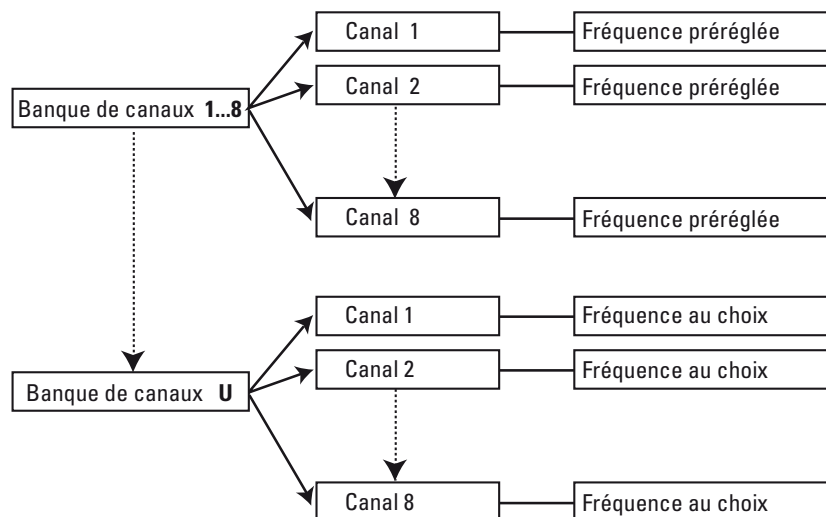 Canal 1 Fréquence préréglée
Canal 2 Fréquence préréglée
Banque de canaux 1...8
Canal 8 Fréquence préréglée
Canal 1 Fréquence au choix
Canal 2 Fréquence au choix
Banque de canaux U
Canal 8 Fréquence au choix